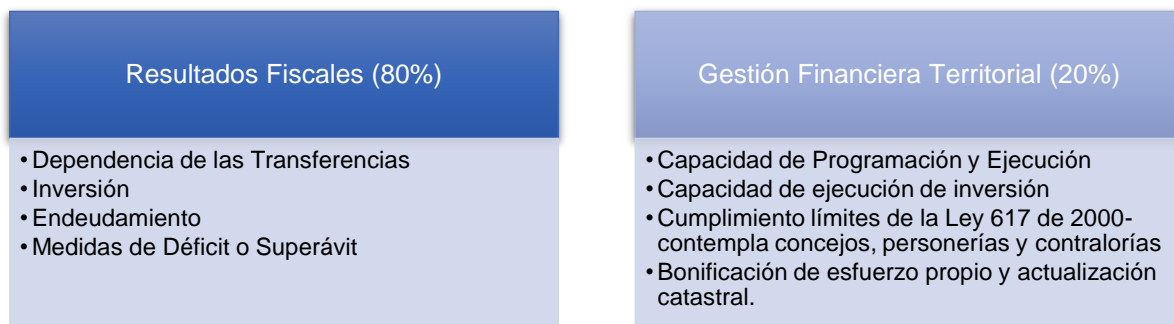 Resultados Fiscales (80%)
• Dependencia de las Transferencias
• Inversión
• Endeudamiento
• Medidas de Déficit o Superávit
Gestión Financiera Territorial (20%)
• Capacidad de Programación y Ejecución
• Capacidad de ejecución de inversión
• Cumplimiento límites de la Ley 617 de 2000-
contempla concejos, personerías y contralorías
• Bonificación de esfuerzo propio y actualización
catastral.